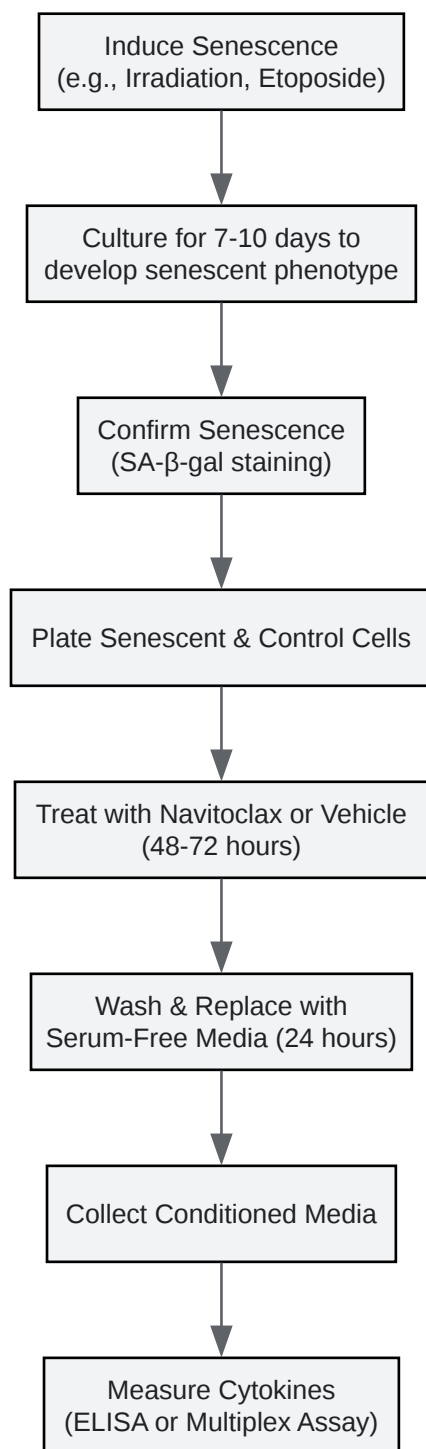 Induce Senescence
(e.g., Irradiation, Etoposide)
Culture for 7-10 days to
develop senescent phenotype
Confirm Senescence
(SA-β-gal staining)
Plate Senescent & Control Cells
Treat with Navitoclax or Vehicle
(48-72 hours)
Wash & Replace with
Serum-Free Media (24 hours)
Collect Conditioned Media
Measure Cytokines
(ELISA or Multiplex Assay)